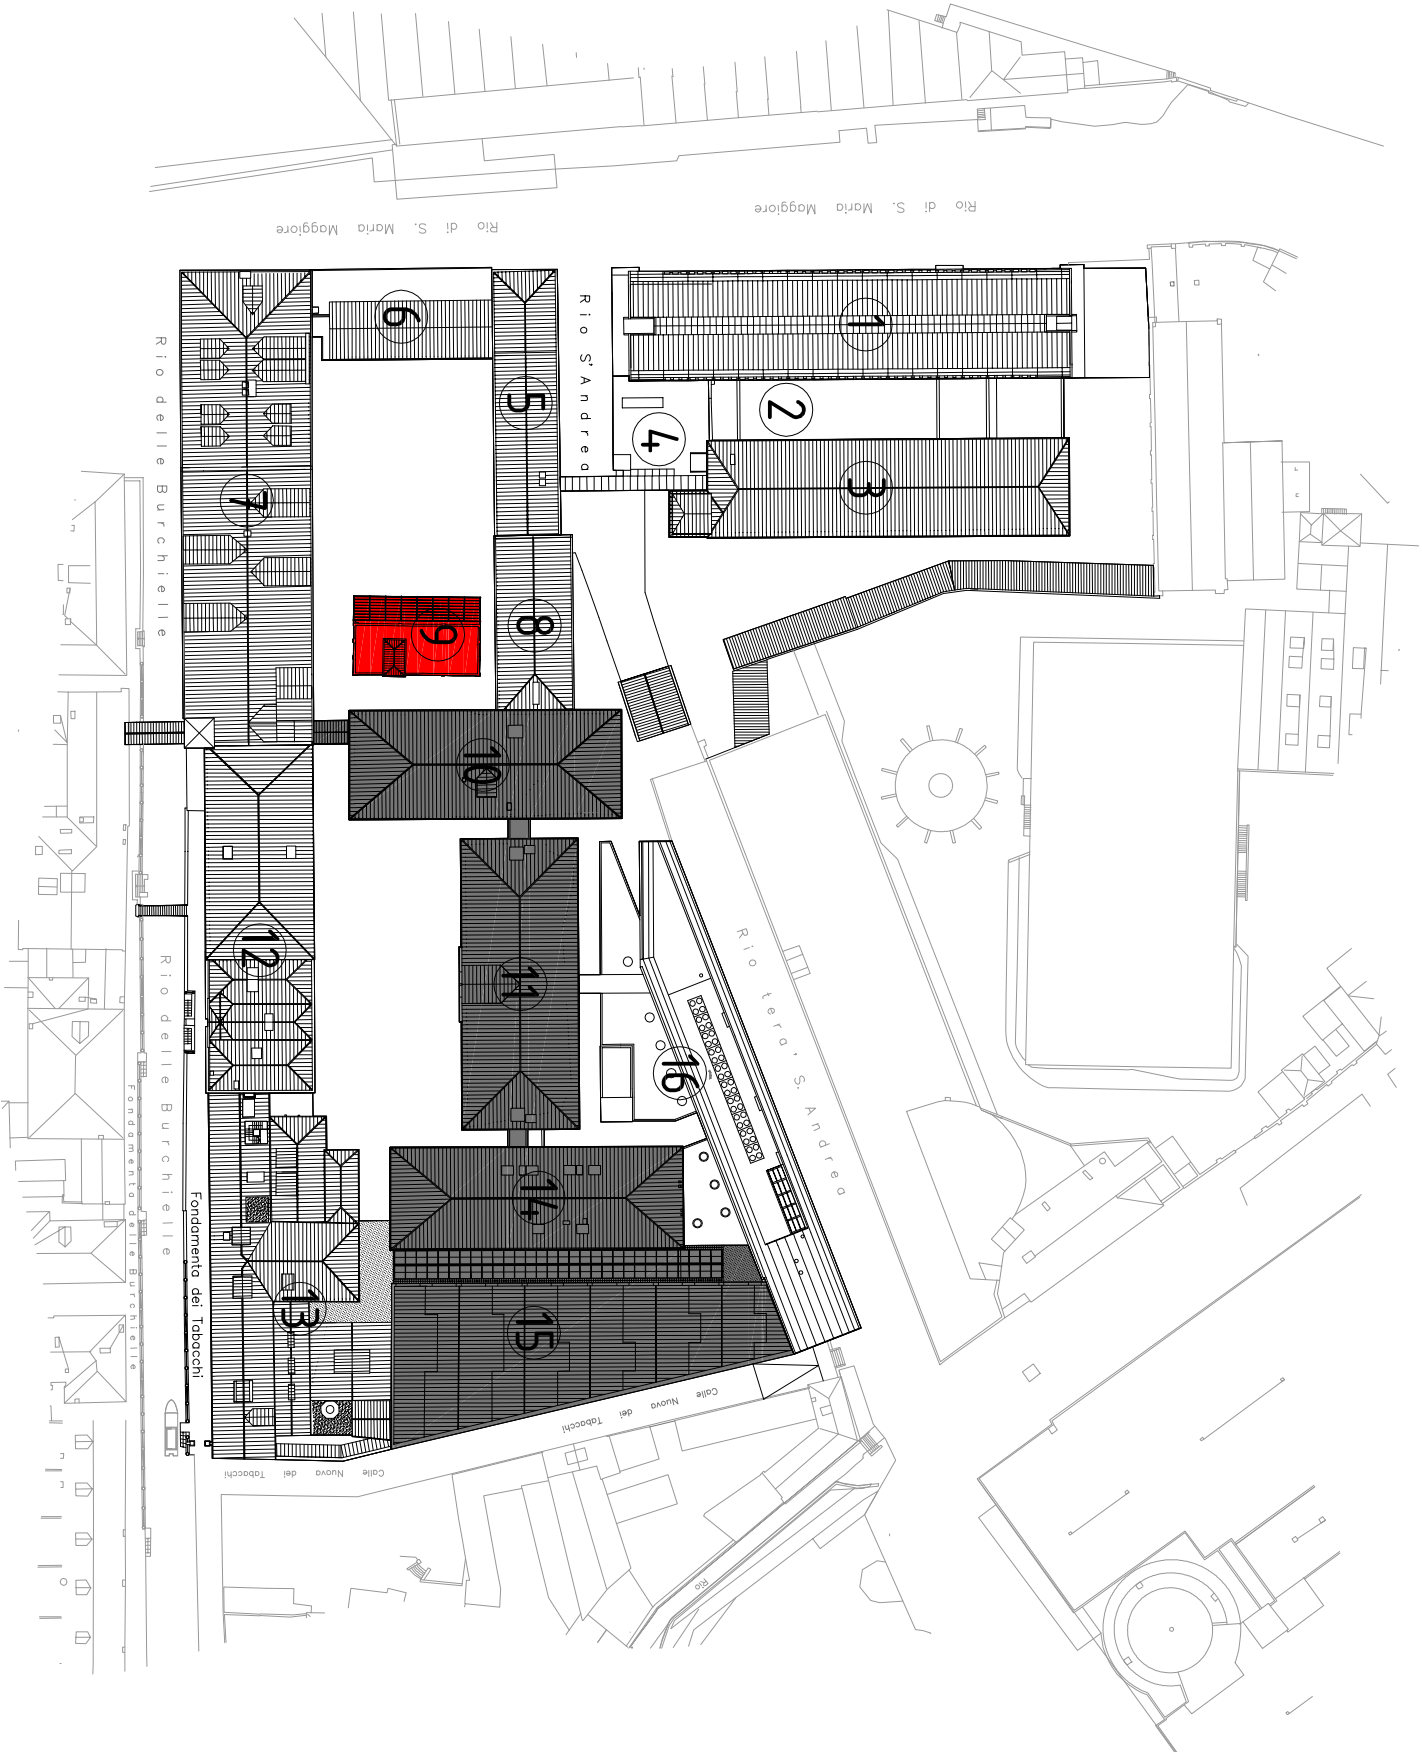 Rio di S. Maria Maggiore
Rio di S. Maria Maggiore
1
2
3
4
5
6
7
8
9
10
11
12
13
14
15
16
Rio S' Andrea
Rio delle Burchielle
Rio delle Burchielle
Fondamenta delle Burchielle
Fondamenta dei Tabacchi
Rio tera' S. Andrea
Calle Nuova dei Tabacchi
Calle Nuova dei Tabacchi
Rio